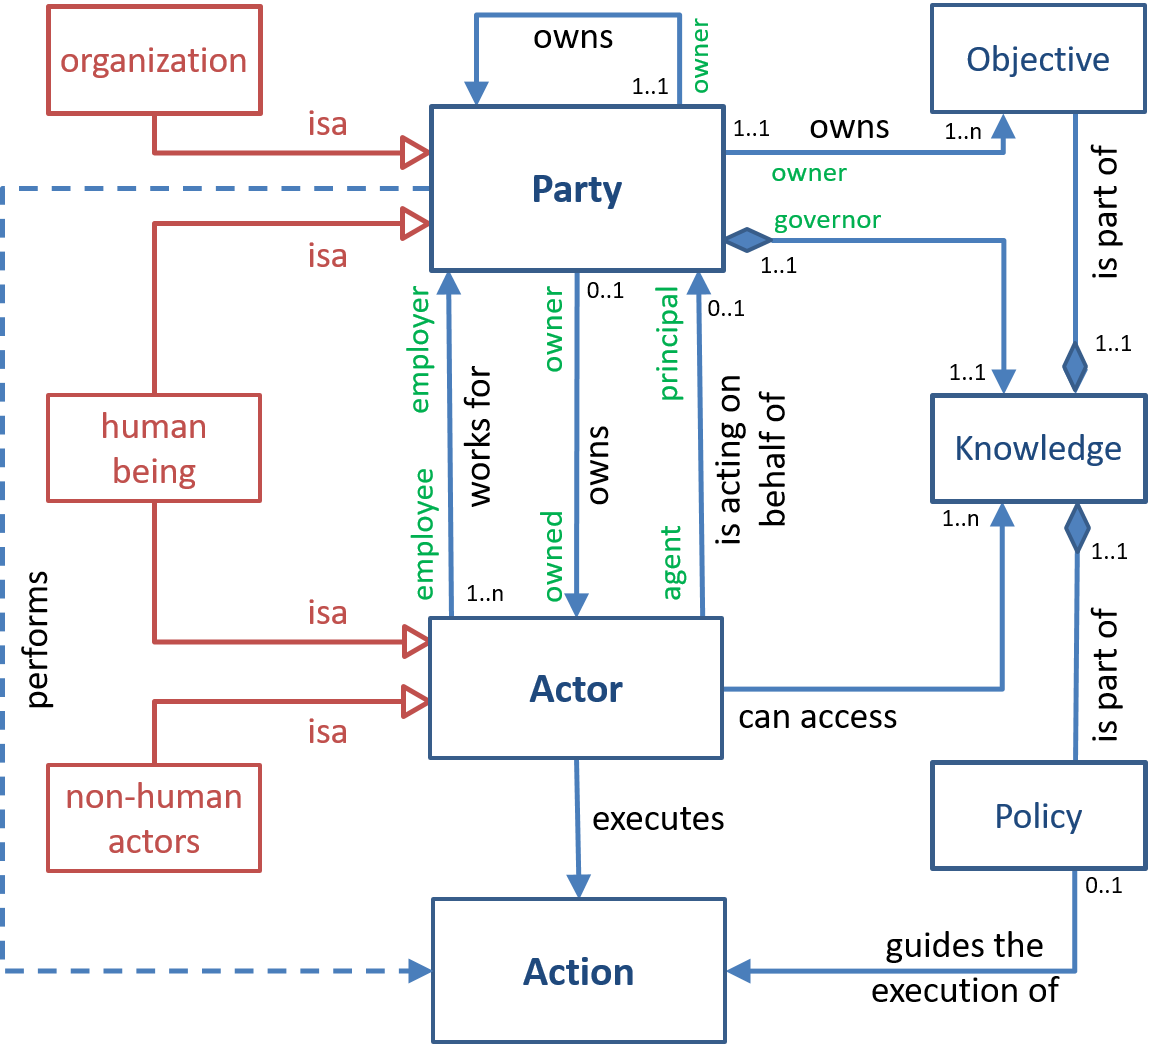 organization
owns
owner
Objective
isa
1..1
1..1
owns
1..n
owner
Party
governor
1..1
is part of
isa
0..1
employer
owner
principal
0..1
1..1
1..1
works for
is acting on
behalf of
human
being
Knowledge
owns
employee
owned
agent
1..n
1..1
1..n
isa
performs
is part of
Actor
can access
isa
non-human
actors
executes
Policy
0..1
guides the
execution of
Action